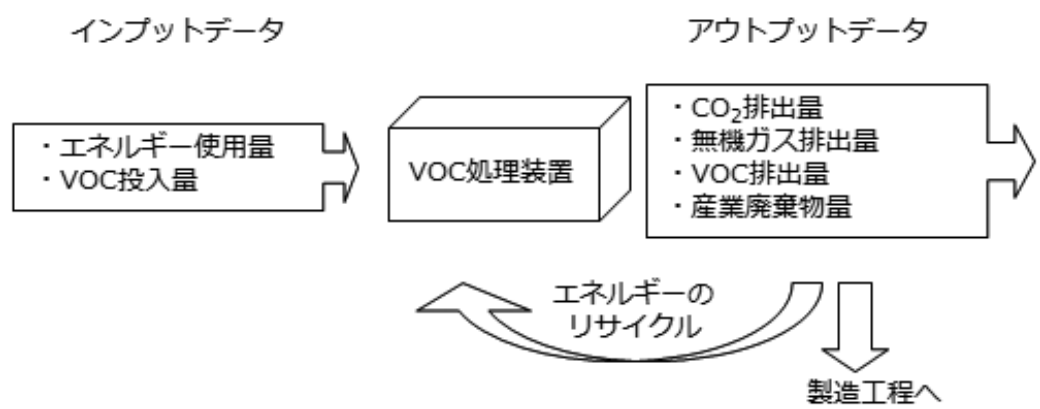 インプットデータ
アウトプットデータ
・エネルギー使用量
・VOC投入量
VOC処理装置
・CO₂排出量
・無機ガス排出量
・VOC排出量
・産業廃棄物量
エネルギーの
リサイクル
製造工程へ